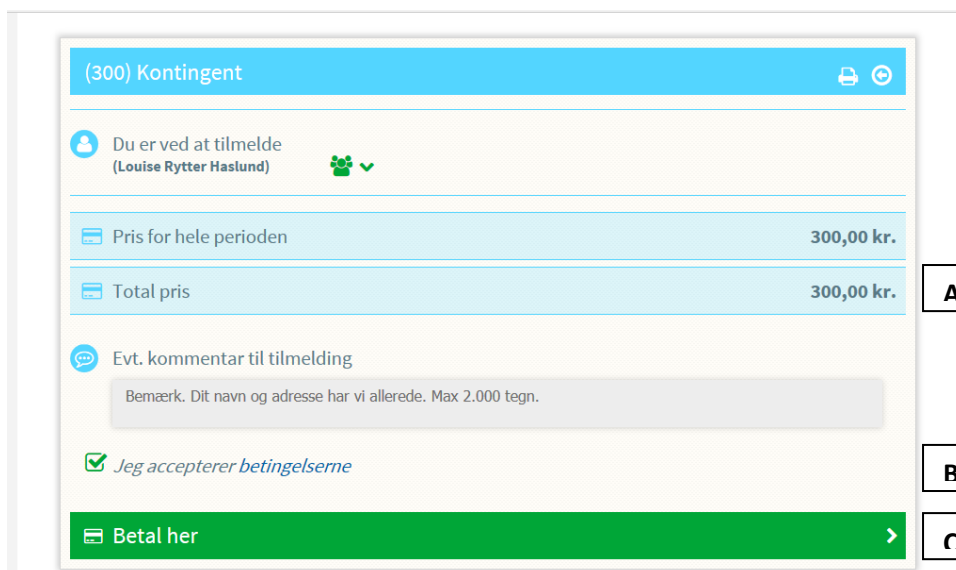 (300) Kontingent
Du er ved at tilmelde
(Louise Rytter Haslund)
Pris for hele perioden 300,00 kr.
Total pris 300,00 kr.
A
Evt. kommentar til tilmelding
Bemærk. Dit navn og adresse har vi allerede. Max 2.000 tegn.
Jeg accepterer betingelserne
B
Betal her
C